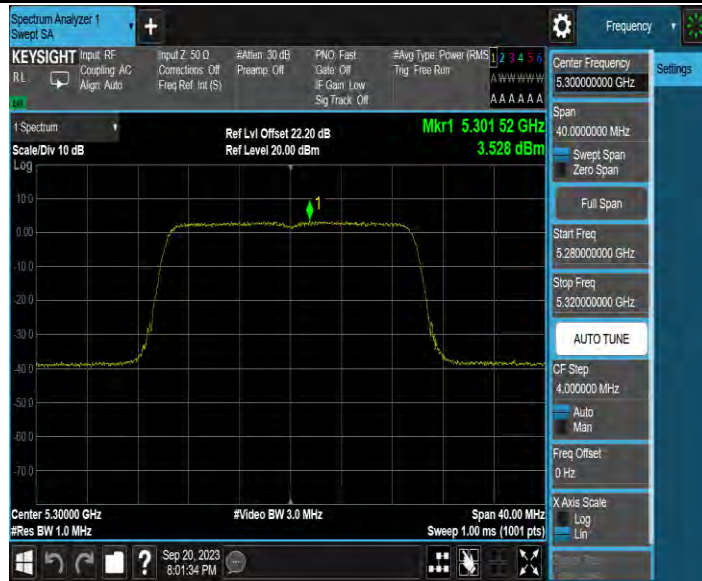 Spectrum Analyzer 1
Swept SA
Frequency
KEYSIGHT
RL
Input: RF
Coupling: AC
Align: Auto
Input Z: 50 Ω
Corrections: Off
Freq Ref: Int (S)
#Atten: 30 dB
Preamp: Off
PNO: Fast
Gate: Off
IF Gain: Low
Sig Track: Off
#Avg Type: Power (RMS
Trig: Free Run
1 2 3 4 5 6
A W W W W W
A A A A A A
Center Frequency
5.300000000 GHz
Settings
Span
40.0000000 MHz
Swept Span
Zero Span
Full Span
Start Freq
5.280000000 GHz
Stop Freq
5.320000000 GHz
AUTO TUNE
CF Step
4.000000 MHz
Auto
Man
Freq Offset
0 Hz
X Axis Scale
Log
Lin
1 Spectrum
Scale/Div 10 dB
Ref Lvl Offset 22.20 dB
Ref Level 20.00 dBm
Mkr1 5.301 52 GHz
3.528 dBm
Log
10.0
0.00
-10.0
-20.0
-30.0
-40.0
-50.0
-60.0
-70.0
1
Center 5.30000 GHz
#Res BW 1.0 MHz
#Video BW 3.0 MHz
Span 40.00 MHz
Sweep 1.00 ms (1001 pts)
?
Sep 20, 2023
8:01:34 PM